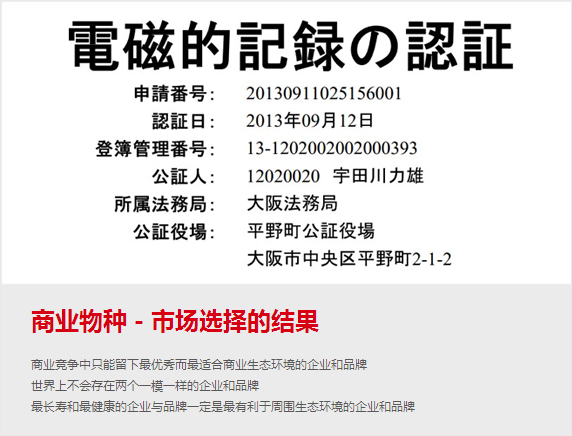 電磁的記録の認証
申請番号： 20130911025156001
認証日： 2013年09月12日
登簿管理番号： 13-1202002002000393
公証人： 12020020 宇田川力雄
所属法務局： 大阪法務局
公証役場： 平野町公証役場
大阪市中央区平野町2-1-2
商业物种 - 市场选择的结果
商业竞争中只能留下最优秀而最适合商业生态环境的企业和品牌
世界上不会存在两个一模一样的企业和品牌
最长寿和最健康的企业与品牌一定是最有利于周围生态环境的企业和品牌